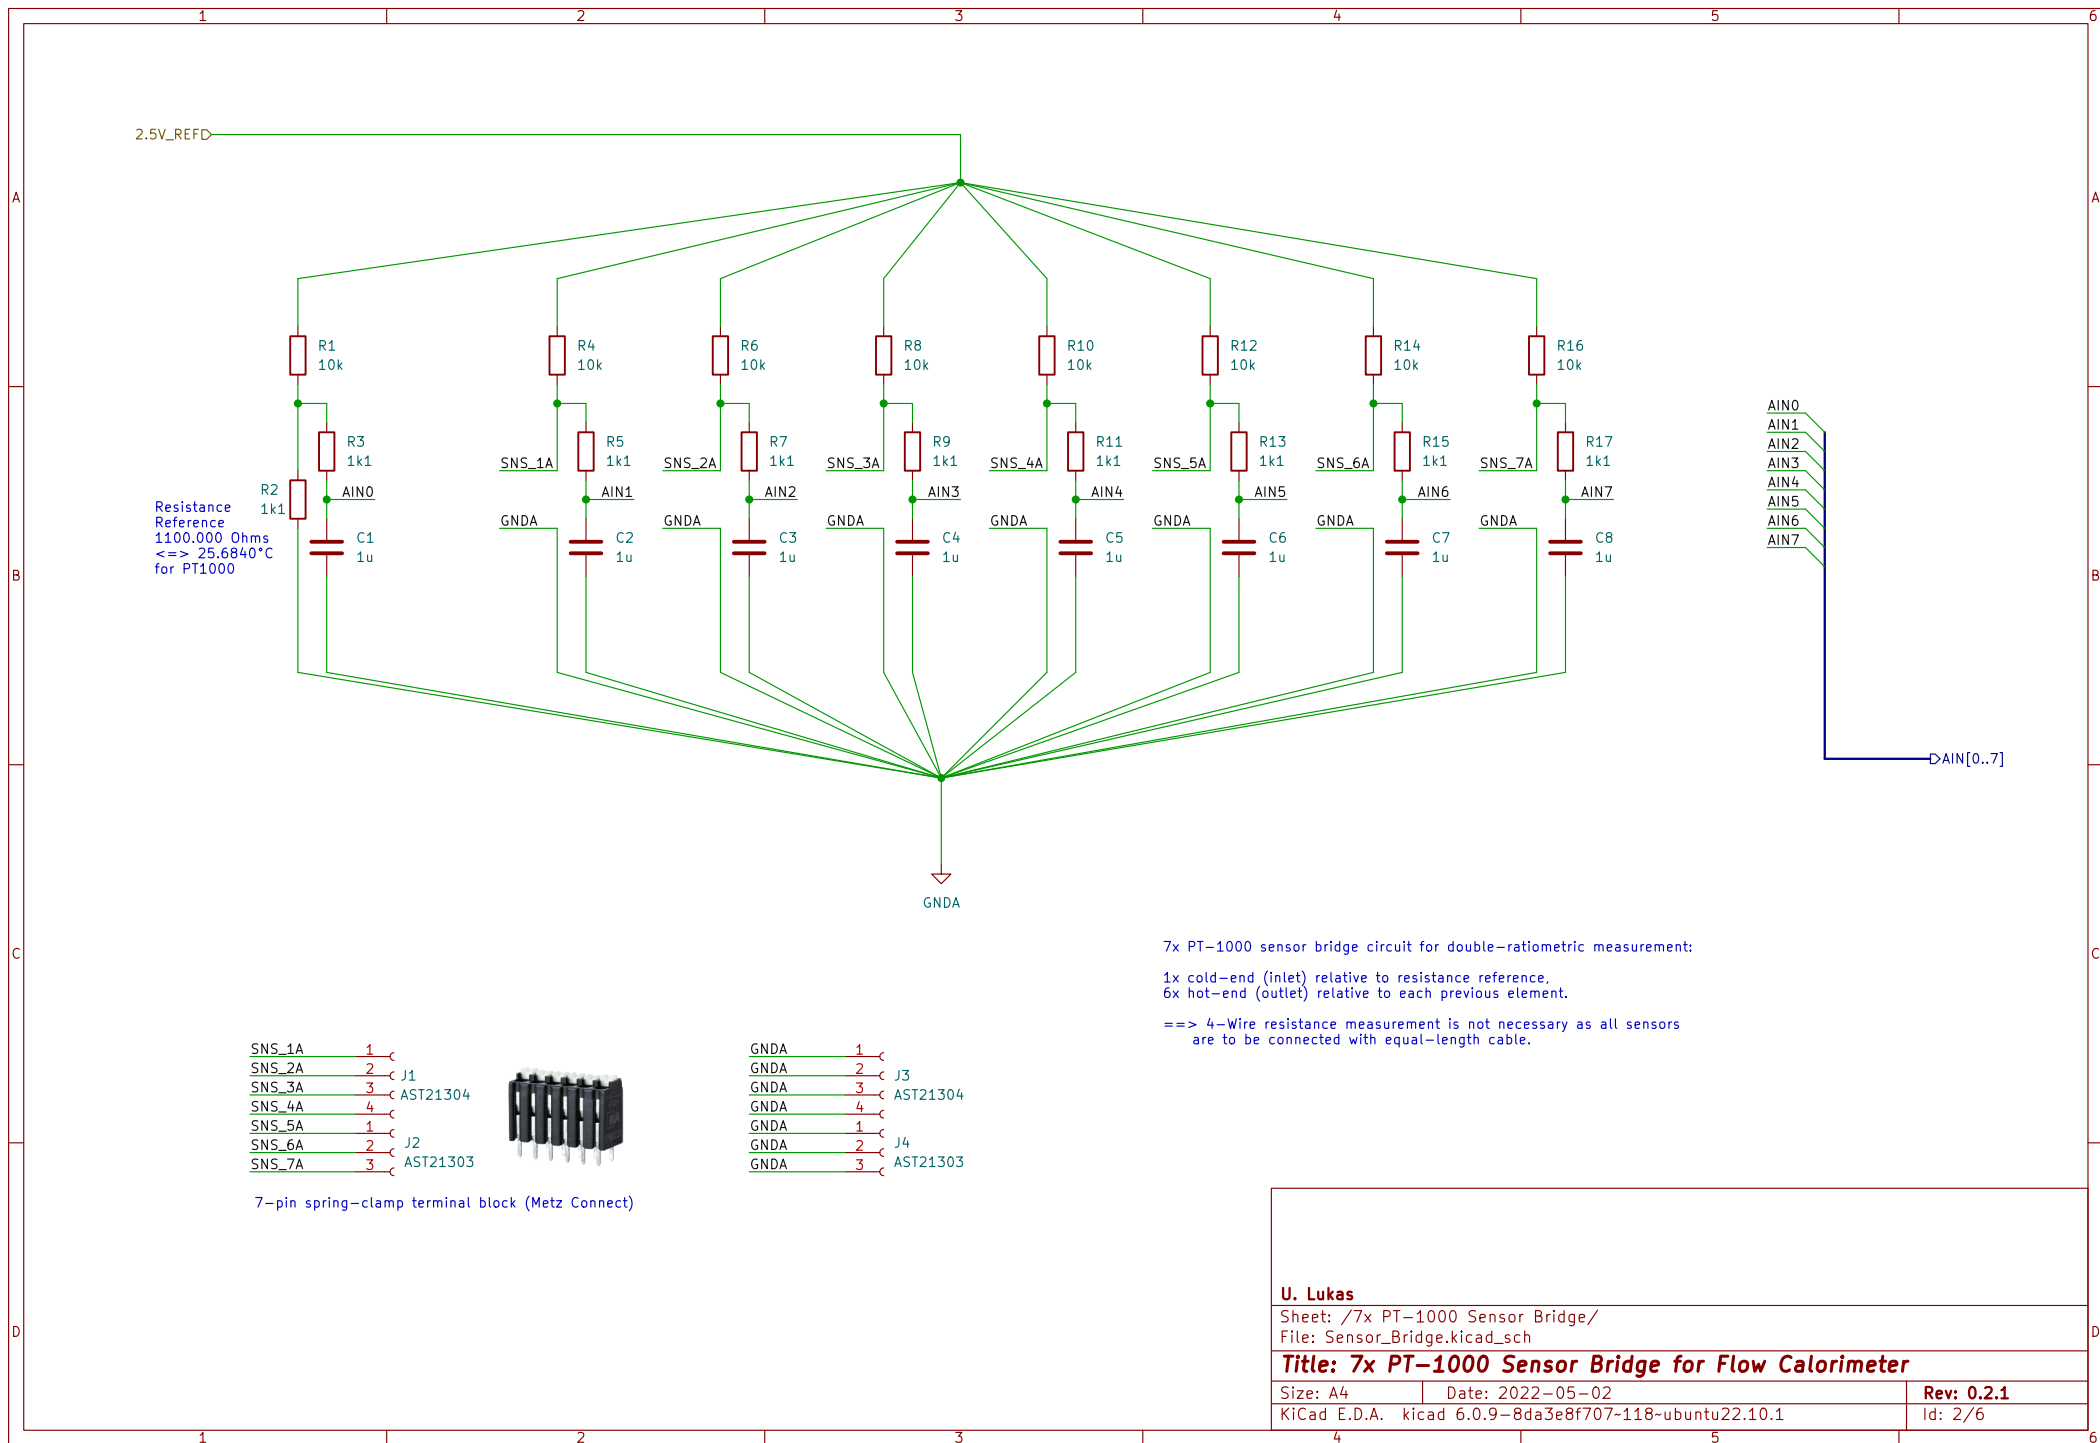 1 2 3 4 5 6
A A
2.5V_REF
R1 R4 R6 R8 R10 R12 R14 R16
10k 10k 10k 10k 10k 10k 10k 10k
AIN0
AIN1
AIN2
AIN3
AIN4
AIN5
AIN6
AIN7
R3 R5 R7 R9 R11 R13 R15 R17
1k1 1k1 1k1 1k1 1k1 1k1 1k1 1k1
SNS_1A SNS_2A SNS_3A SNS_4A SNS_5A SNS_6A SNS_7A
R2 AIN0 AIN1 AIN2 AIN3 AIN4 AIN5 AIN6 AIN7
1k1
Resistance
Reference
1100.000 Ohms
<=> 25.6840°C
for PT1000
GNDA GNDA GNDA GNDA GNDA GNDA GNDA
C1 C2 C3 C4 C5 C6 C7 C8
1u 1u 1u 1u 1u 1u 1u 1u
B B
AIN[0..7]
GNDA
C C
7x PT-1000 sensor bridge circuit for double-ratiometric measurement:
1x cold-end (inlet) relative to resistance reference,
6x hot-end (outlet) relative to each previous element.
==> 4-Wire resistance measurement is not necessary as all sensors
are to be connected with equal-length cable.
SNS_1A 1
SNS_2A 2 J1
SNS_3A 3 AST21304
SNS_4A 4
SNS_5A 1
SNS_6A 2 J2
SNS_7A 3 AST21303
GNDA 1
GNDA 2 J3
GNDA 3 AST21304
GNDA 4
GNDA 1
GNDA 2 J4
GNDA 3 AST21303
7-pin spring-clamp terminal block (Metz Connect)
D D
U. Lukas
Sheet: /7x PT-1000 Sensor Bridge/
File: Sensor_Bridge.kicad_sch
Title: 7x PT-1000 Sensor Bridge for Flow Calorimeter
Size: A4 Date: 2022-05-02 Rev: 0.2.1
KiCad E.D.A. kicad 6.0.9-8da3e8f707~118~ubuntu22.10.1 Id: 2/6
1 2 3 4 5 6